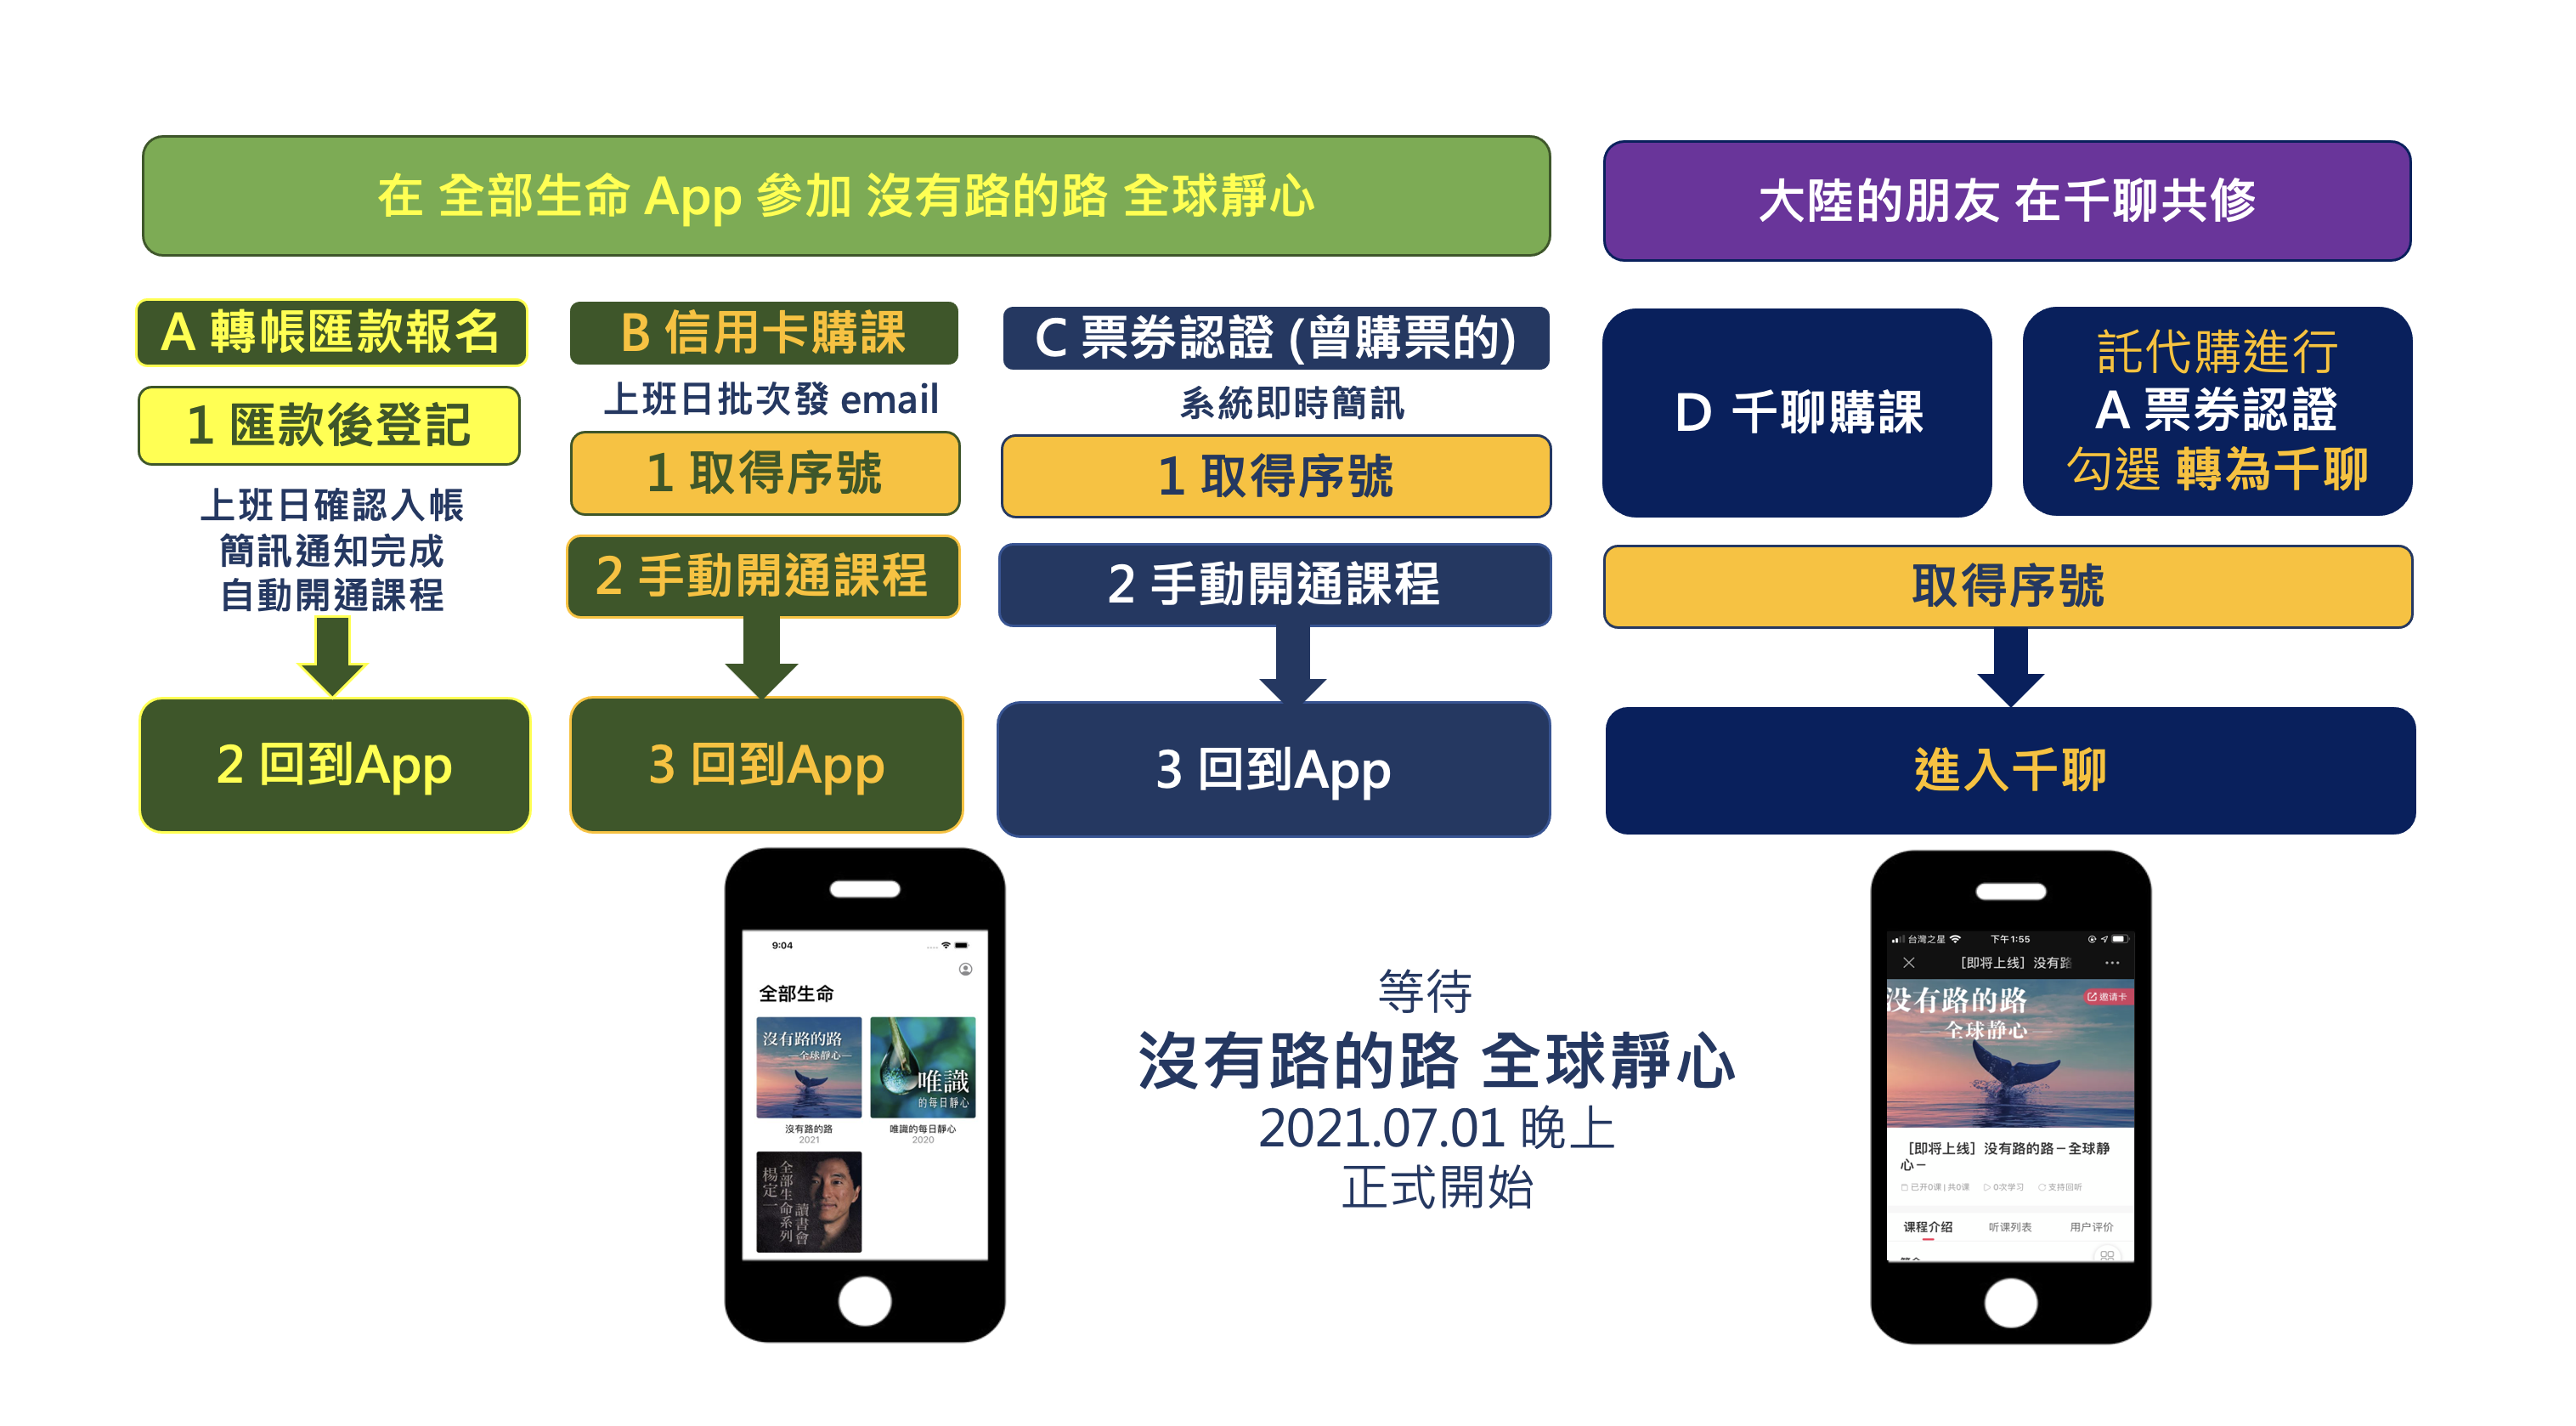 在 全部生命 App 參加 沒有路的路 全球靜心
A 轉帳匯款報名
1 匯款後登記
上班日確認入帳
簡訊通知完成
自動開通課程
2 回到App
B 信用卡購課
上班日批次發 email
1 取得序號
2 手動開通課程
3 回到App
C 票券認證 (曾購票的)
系統即時簡訊
1 取得序號
2 手動開通課程
3 回到App
大陸的朋友 在千聊共修
D 千聊購課
託代購進行
A 票券認證
勾選 轉為千聊
取得序號
進入千聊
9:04
全部生命
沒有路的路
—全球靜心—
沒有路的路
2021
唯識
的每日靜心
唯識的每日靜心
2020
全部生命系列
楊定一
讀書會
等待
沒有路的路 全球靜心
2021.07.01 晚上
正式開始
台灣之星
下午1:55
［即将上线］没有路
没有路的路
全球静心
邀请卡
［即将上线］没有路的路－全球靜
心－
已开0课 | 共0课
0次学习
支持回听
课程介绍
听课列表
用户评价